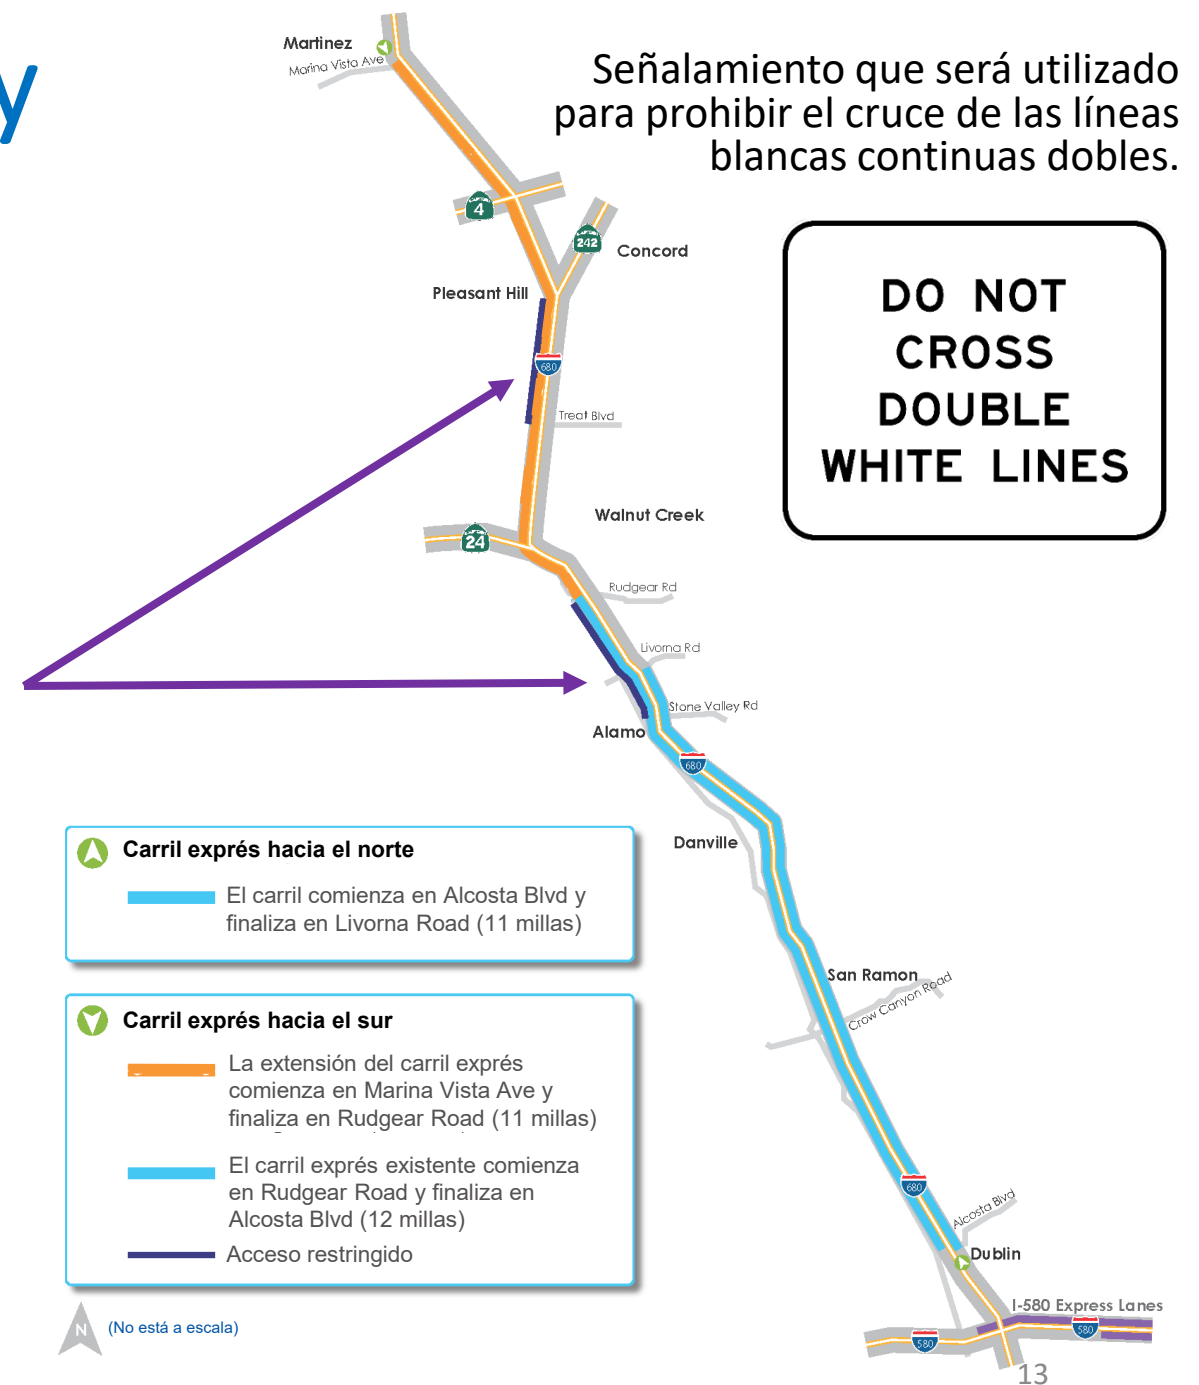 y
Señalamiento que será utilizado
para prohibir el cruce de las líneas
blancas continuas dobles.
DO NOT
CROSS
DOUBLE
WHITE LINES
Martinez
Marina Vista Ave
4
242
Concord
Pleasant Hill
680
Treat Blvd
Walnut Creek
24
Rudgear Rd
Livorna Rd
Stone Valley Rd
Alamo
680
Danville
San Ramon
Crow Canyon Road
680
Alcosta Blvd
Dublin
I-580 Express Lanes
580
580
Carril exprés hacia el norte
El carril comienza en Alcosta Blvd y
finaliza en Livorna Road (11 millas)
Carril exprés hacia el sur
La extensión del carril exprés
comienza en Marina Vista Ave y
finaliza en Rudgear Road (11 millas)
El carril exprés existente comienza
en Rudgear Road y finaliza en
Alcosta Blvd (12 millas)
Acceso restringido
N
(No está a escala)
13